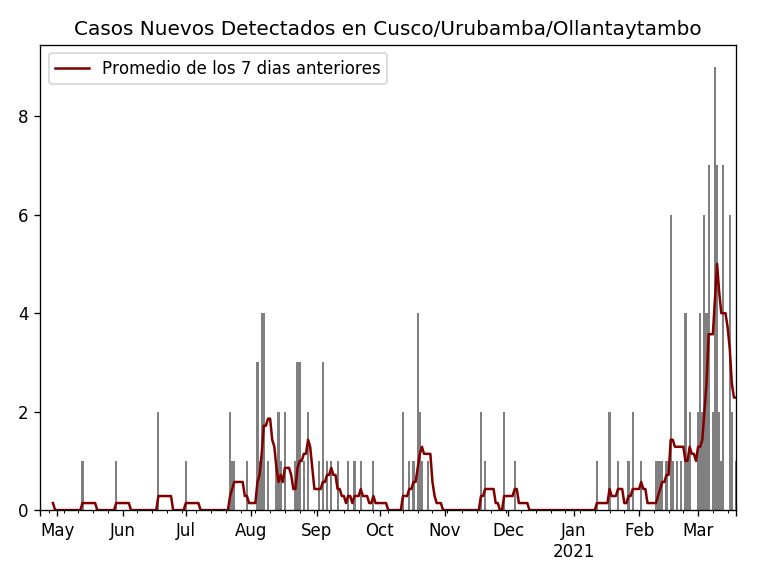 Casos Nuevos Detectados en Cusco/Urubamba/Ollantaytambo
Promedio de los 7 dias anteriores
8
6
4
2
0
May Jun Jul Aug Sep Oct Nov Dec Jan Feb Mar
2021